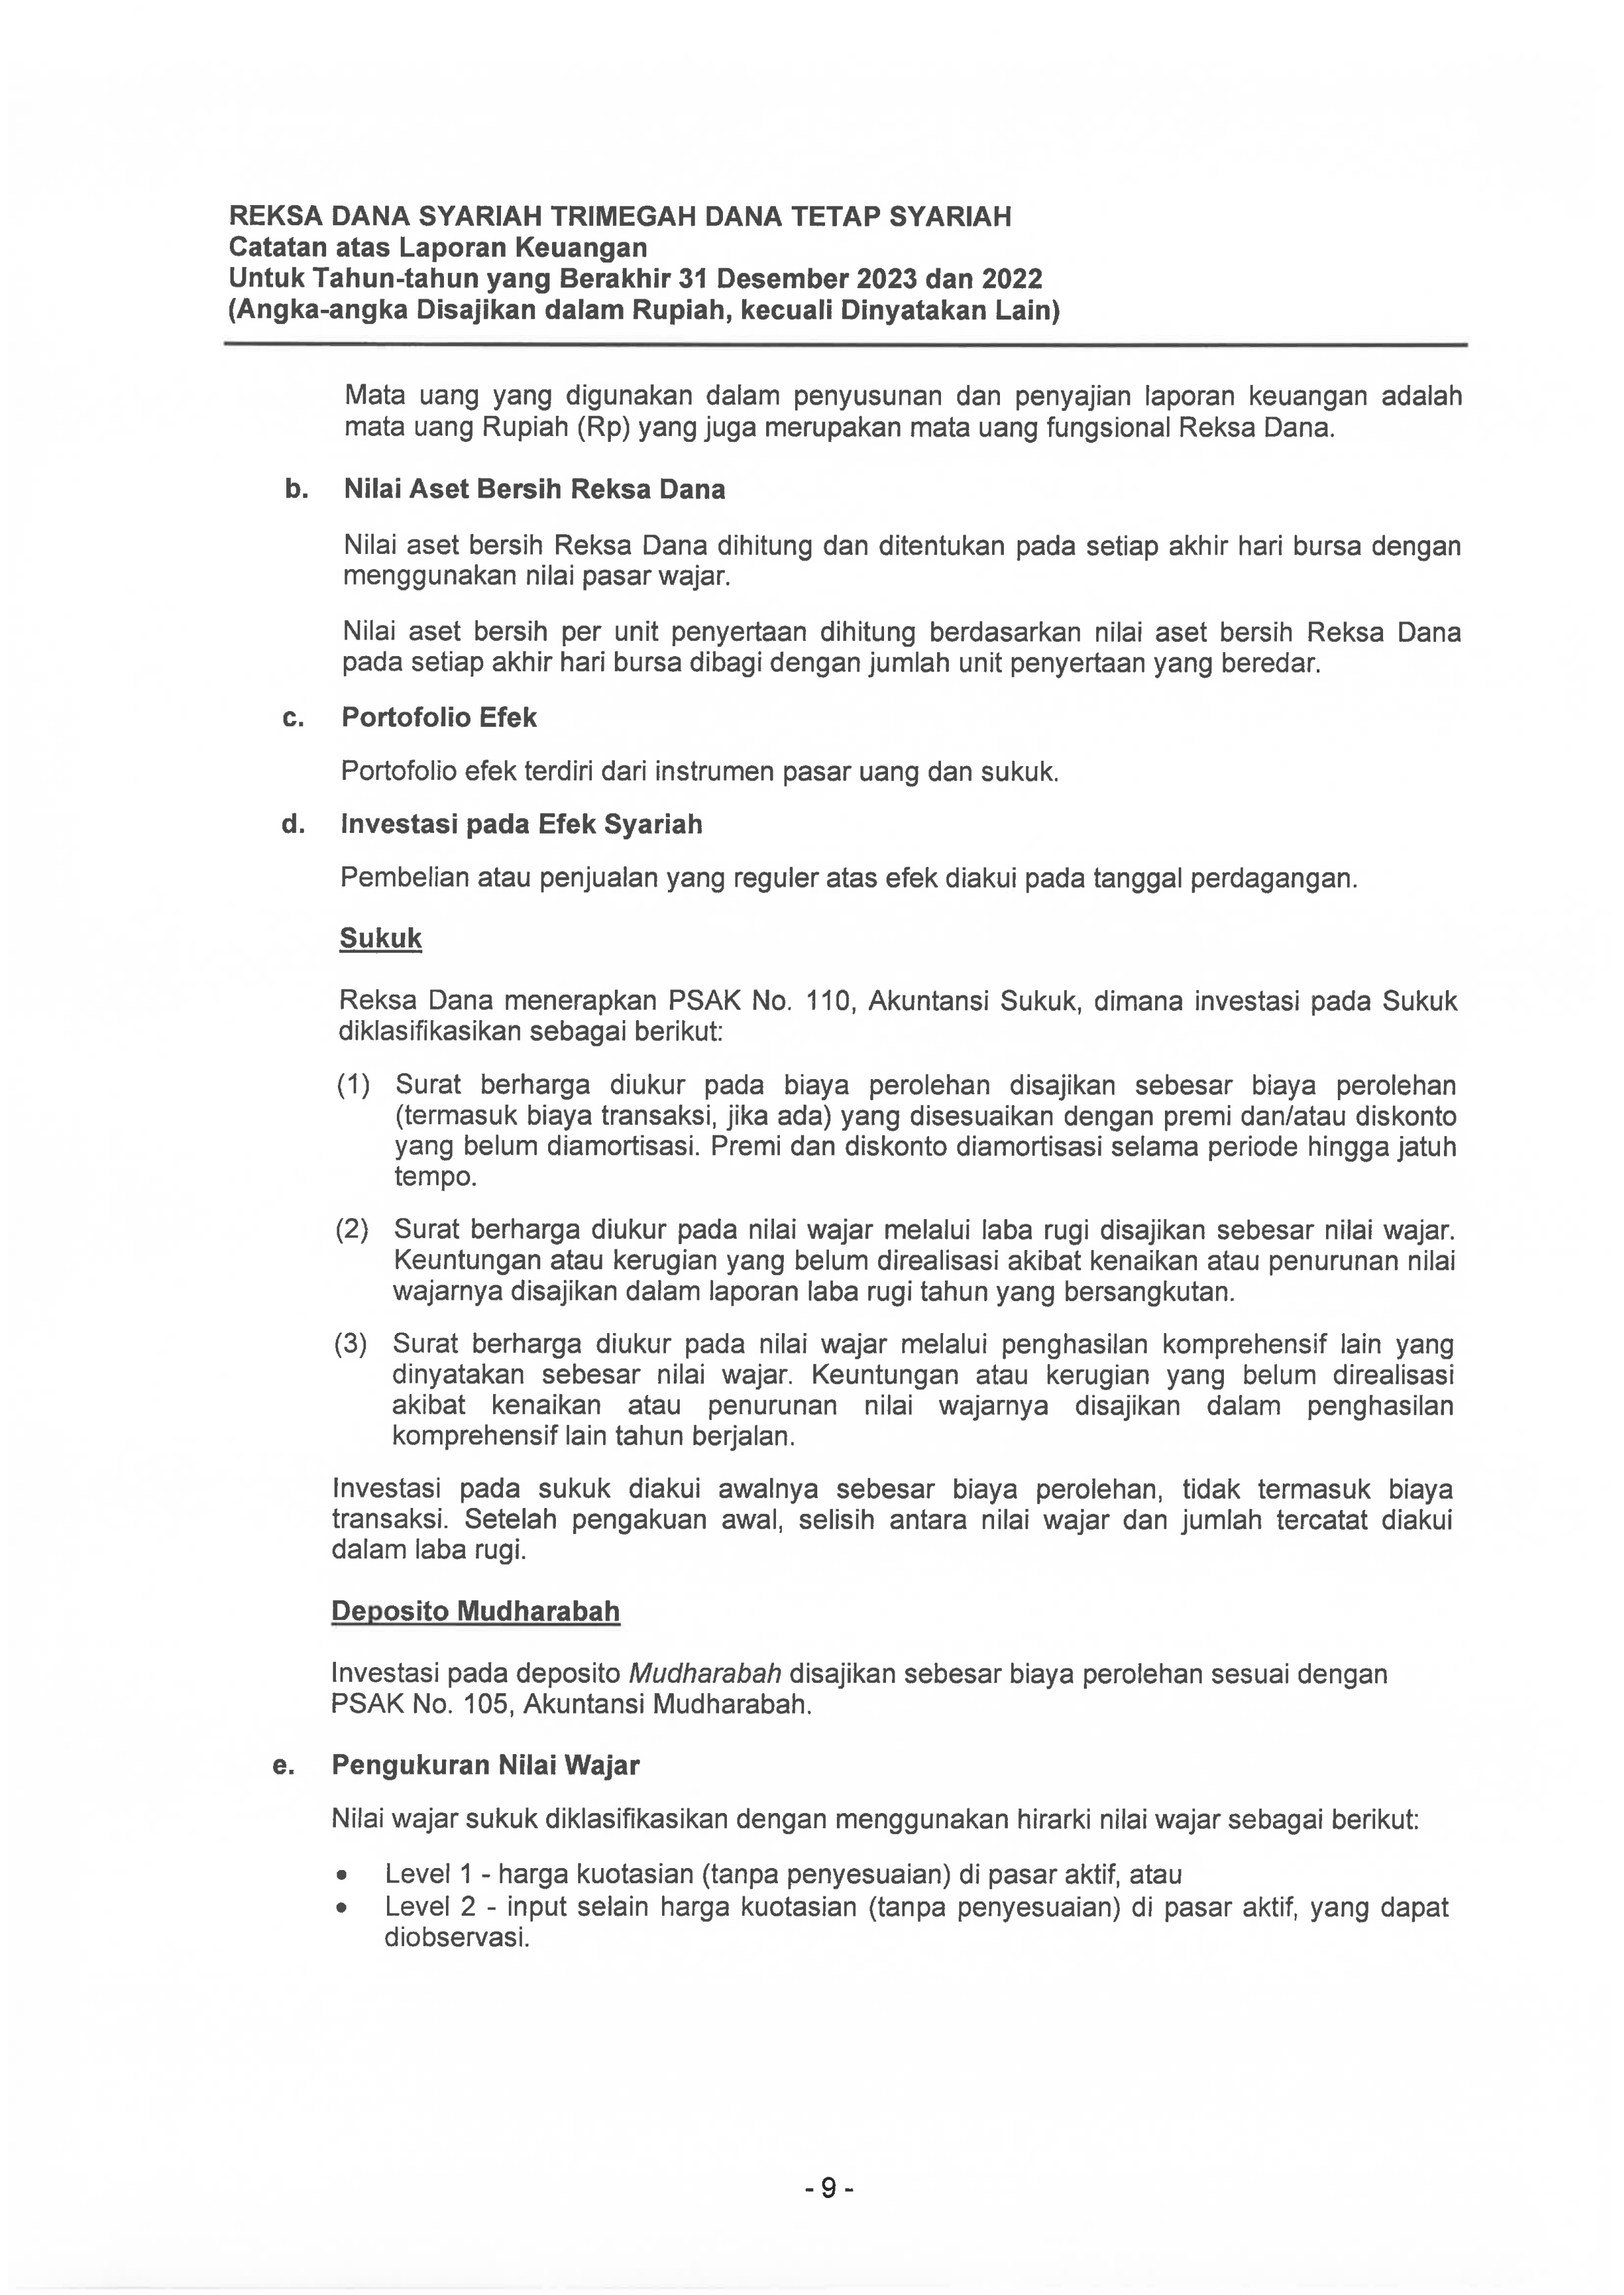 REKSA DANA SYARIAH TRIMEGAH DANA TETAP SYARIAH
Catatan atas Laporan Keuangan
Untuk Tahun-tahun yang Berakhir 31 Desember 2023 dan 2022
(Angka-angka Disajikan dalam Rupiah, kecuali Dinyatakan Lain)
Mata uang yang digunakan dalam penyusunan dan penyajian laporan keuangan adalah
mata uang Rupiah (Rp) yang juga merupakan mata uang fungsional Reksa Dana.
b. Nilai Aset Bersih Reksa Dana
Nilai aset bersih Reksa Dana dihitung dan ditentukan pada setiap akhir hari bursa dengan
menggunakan nilai pasar wajar.
Nilai aset bersih per unit penyertaan dihitung berdasarkan nilai aset bersih Reksa Dana
pada setiap akhir hari bursa dibagi dengan jumlah unit penyertaan yang beredar.
c. Portofolio Efek
Portofolio efek terdiri dari instrumen pasar uang dan sukuk.
d. Investasi pada Efek Syariah
Pembelian atau penjualan yang reguler atas efek diakui pada tanggal perdagangan.
Sukuk
Reksa Dana menerapkan PSAK No. 110, Akuntansi Sukuk, dimana investasi pada Sukuk
diklasifikasikan sebagai berikut:
(1) Surat berharga diukur pada biaya perolehan disajikan sebesar biaya perolehan
(termasuk biaya transaksi, jika ada) yang disesuaikan dengan premi dan/atau diskonto
yang belum diamortisasi. Premi dan diskonto diamortisasi selama periode hingga jatuh
tempo.
(2) Surat berharga diukur pada nilai wajar melalui laba rugi disajikan sebesar nilai wajar.
Keuntungan atau kerugian yang belum direalisasi akibat kenaikan atau penurunan nilai
wajarnya disajikan dalam laporan laba rugi tahun yang bersangkutan.
(3) Surat berharga diukur pada nilai wajar melalui penghasilan komprehensif lain yang
dinyatakan sebesar nilai wajar. Keuntungan atau kerugian yang belum direalisasi
akibat kenaikan atau penurunan nilai wajarnya disajikan dalam penghasilan
komprehensif lain tahun berjalan.
Investasi pada sukuk diakui awalnya sebesar biaya perolehan, tidak termasuk biaya
transaksi. Setelah pengakuan awal, selisih antara nilai wajar dan jumlah tercatat diakui
dalam laba rugi.
Deposito Mudharabah
Investasi pada deposito Mudharabah disajikan sebesar biaya perolehan sesuai dengan
PSAK No. 105, Akuntansi Mudharabah.
e. Pengukuran Nilai Wajar
Nilai wajar sukuk diklasifikasikan dengan menggunakan hirarki nilai wajar sebagai berikut:
• Level 1 - harga kuotasian (tanpa penyesuaian) di pasar aktif, atau
• Level 2 - input selain harga kuotasian (tanpa penyesuaian) di pasar aktif, yang dapat
diobservasi.
- 9 -